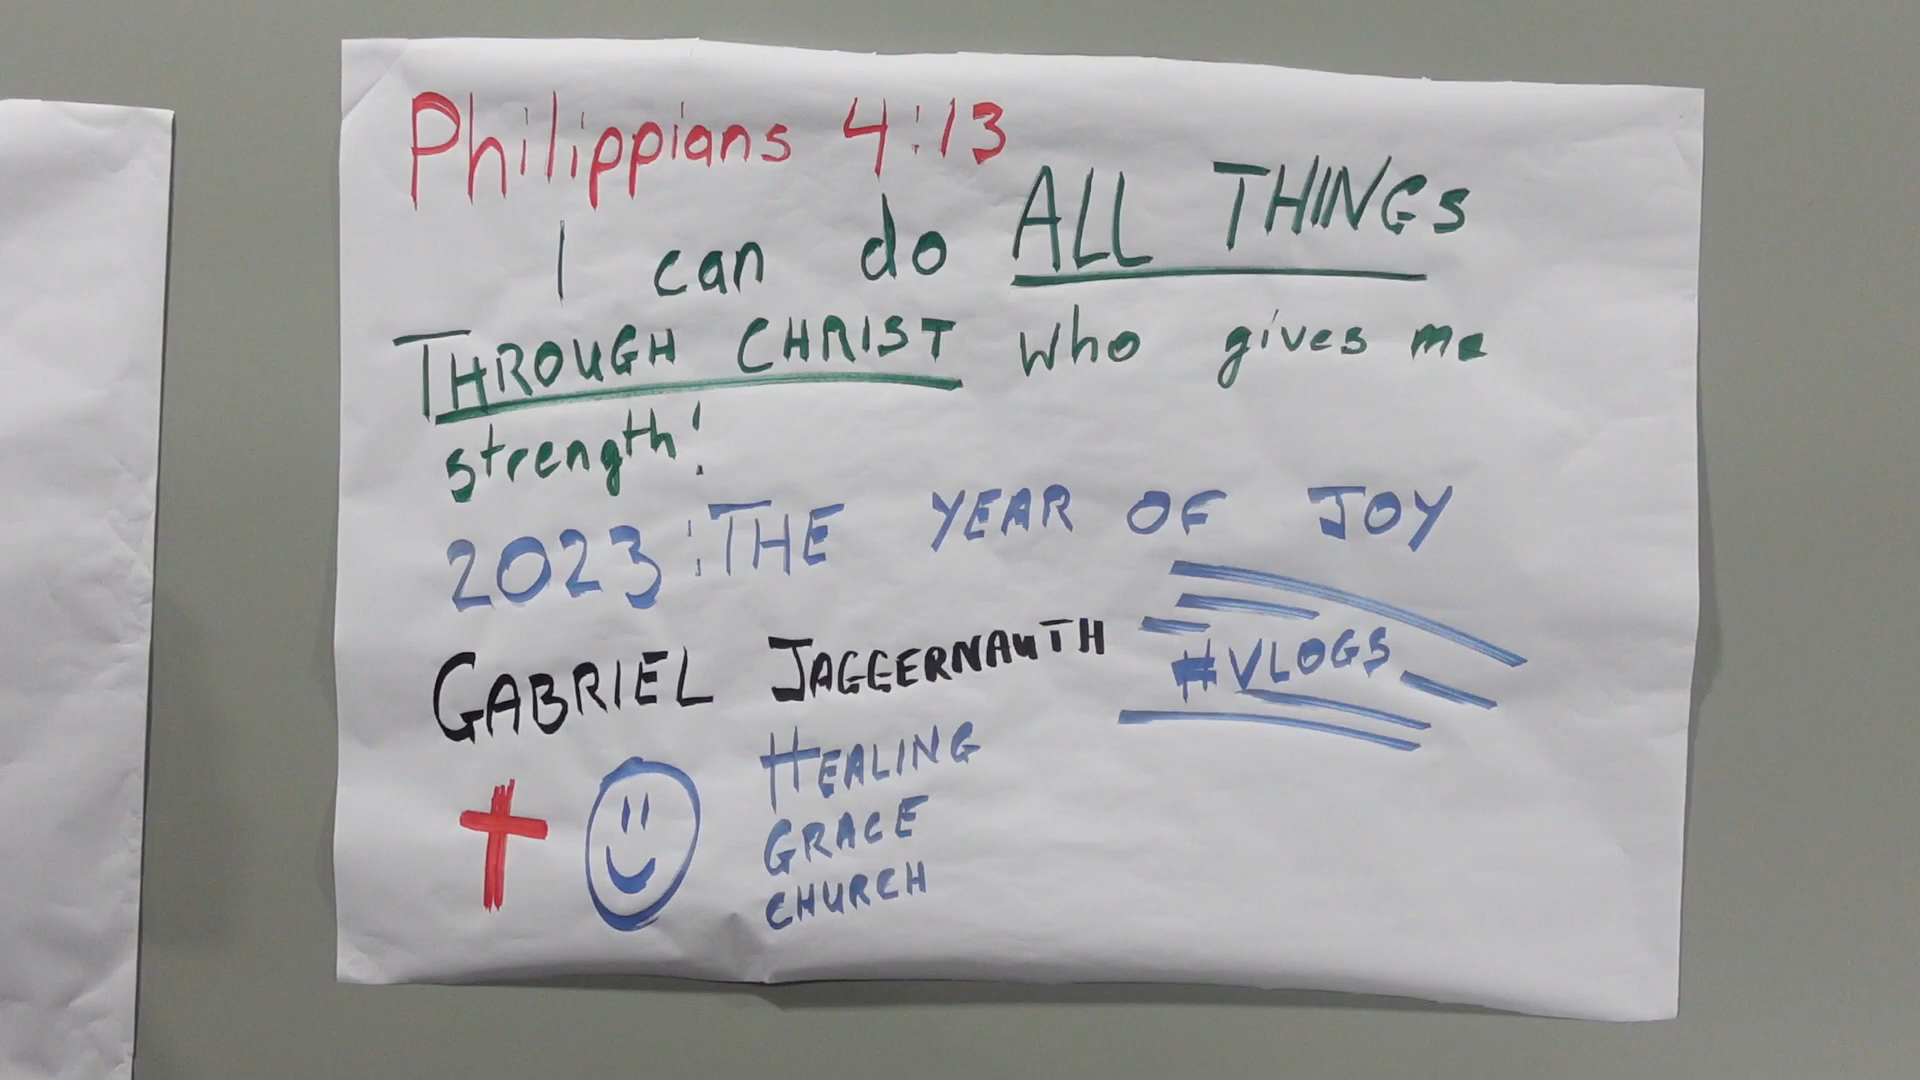 Philippians 4:13
I can do ALL THINGS
THROUGH CHRIST who gives me
strength!
2023: THE YEAR OF JOY
GABRIEL JAGGERNAUTH
#VLOGS
HEALING
GRACE
CHURCH